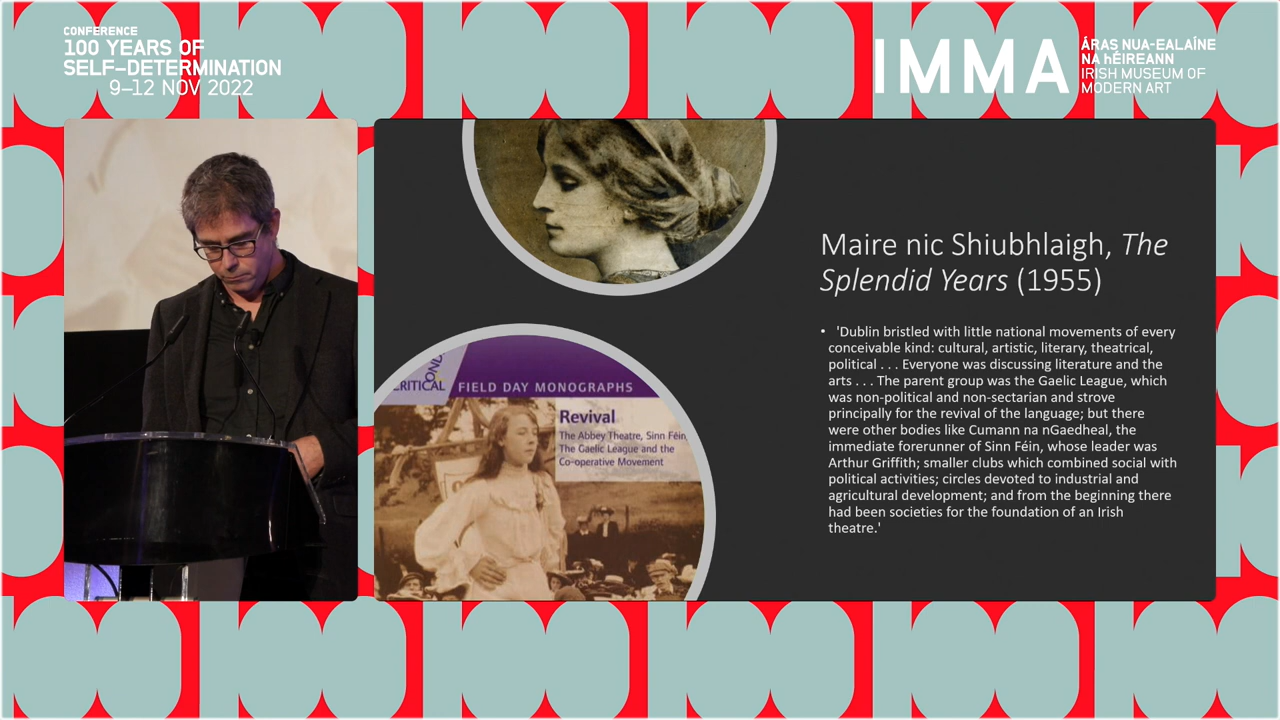 CONFERENCE
100 YEARS OF
SELF–DETERMINATION
9–12 NOV 2022
IMMA
ÁRAS NUA-EALAÍNE
NA hÉIREANN
IRISH MUSEUM OF
MODERN ART
Maire nic Shiubhlaigh, The
Splendid Years (1955)
• 'Dublin bristled with little national movements of every
conceivable kind: cultural, artistic, literary, theatrical,
political . . . Everyone was discussing literature and the
arts . . . The parent group was the Gaelic League, which
was non-political and non-sectarian and strove
principally for the revival of the language; but there
were other bodies like Cumann na nGaedheal, the
immediate forerunner of Sinn Féin, whose leader was
Arthur Griffith; smaller clubs which combined social with
political activities; circles devoted to industrial and
agricultural development; and from the beginning there
had been societies for the foundation of an Irish
theatre.'
FIELD DAY MONOGRAPHS
Revival
The Abbey Theatre, Sinn Féin,
The Gaelic League and the
Co-operative Movement